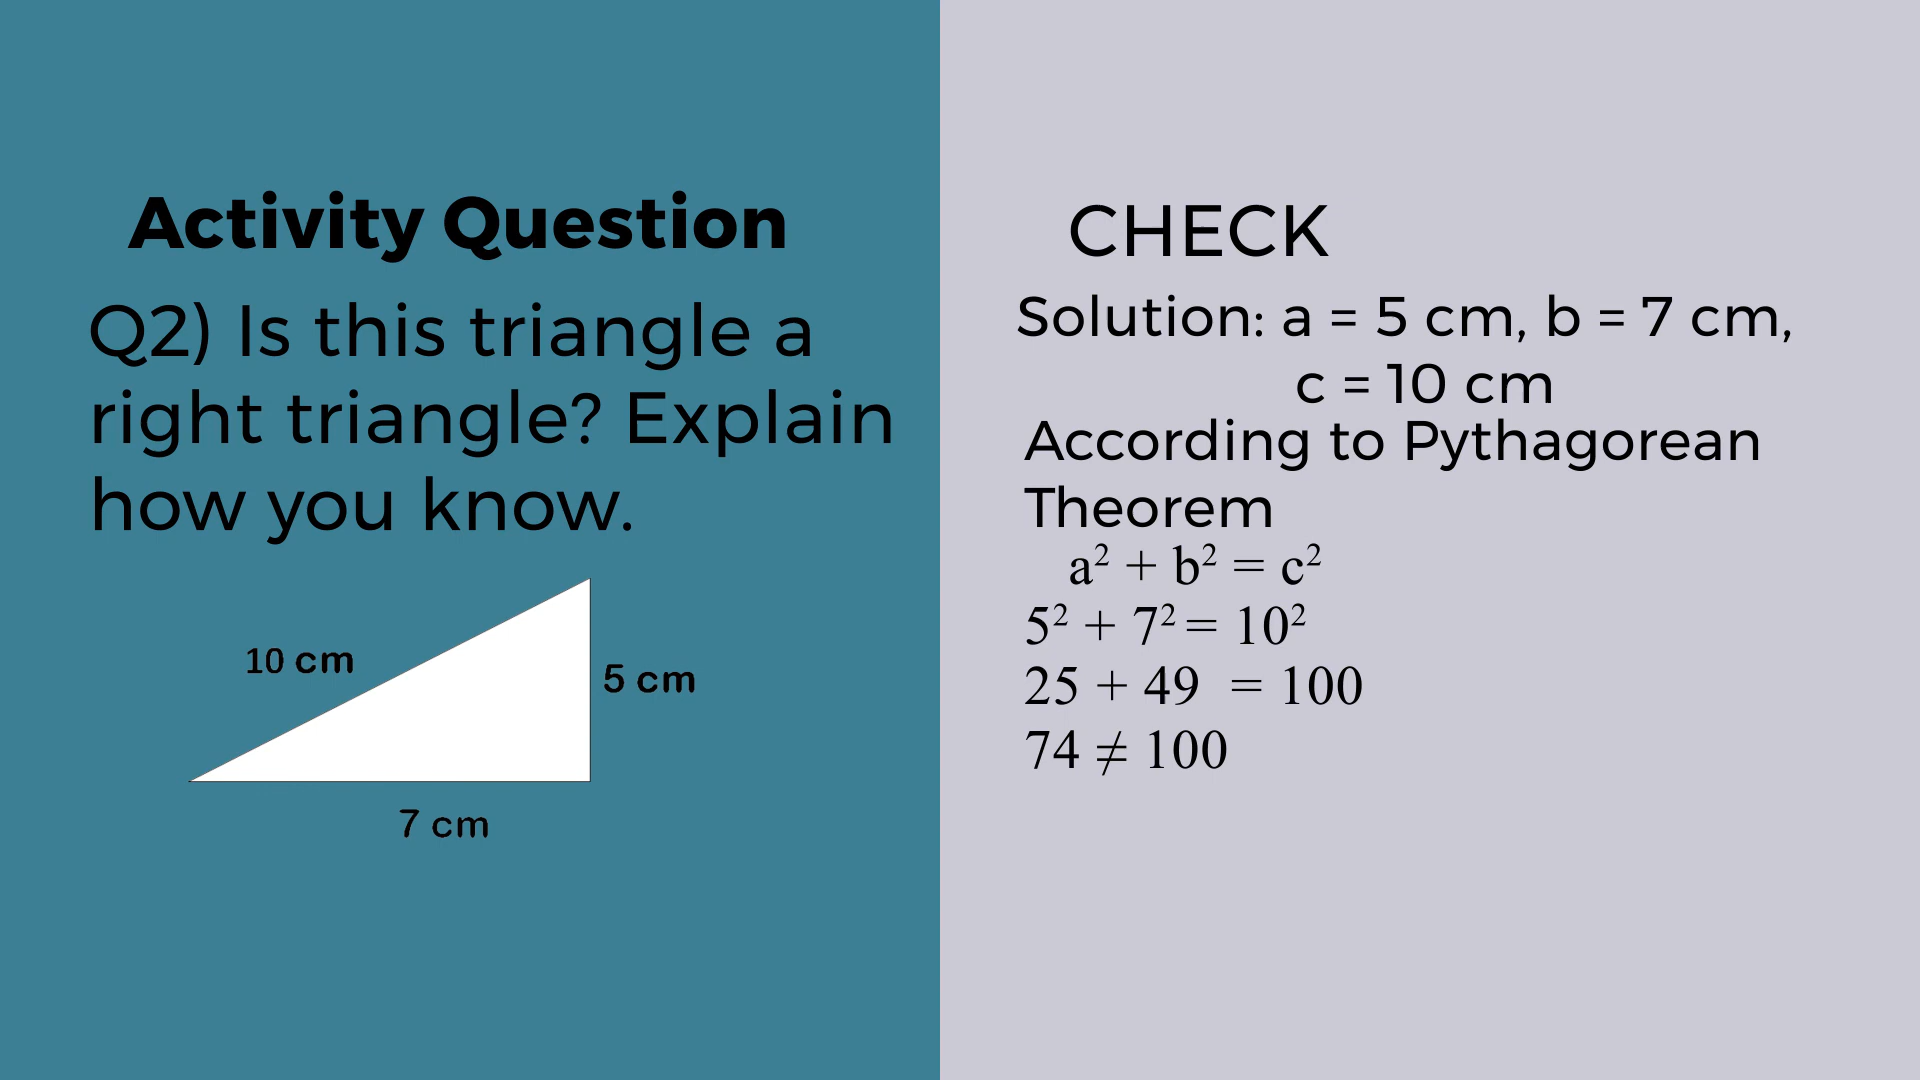 Activity Question
Q2) Is this triangle a
right triangle? Explain
how you know.
10 cm
5 cm
7 cm
CHECK
Solution: a = 5 cm, b = 7 cm,
c = 10 cm
According to Pythagorean
Theorem
a² + b² = c²
5² + 7² = 10²
25 + 49 = 100
74 ≠ 100